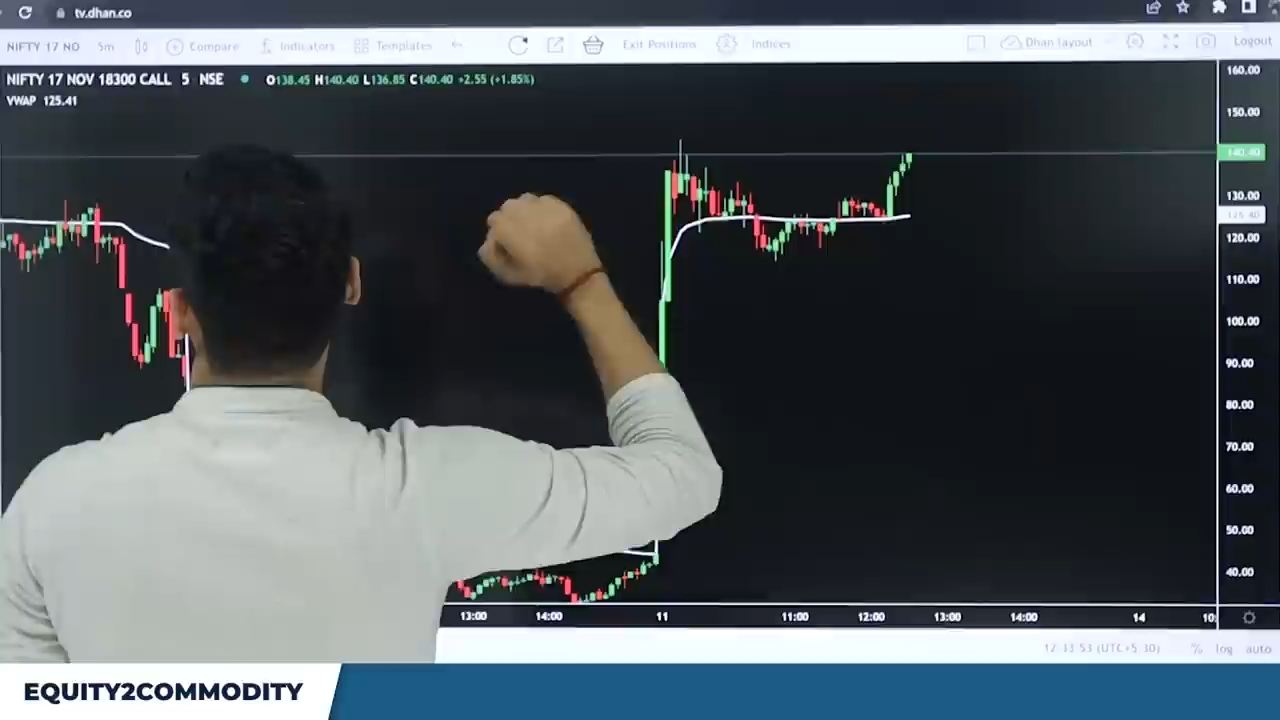 tv.dhan.co
NIFTY 17 NO 5m Compare Indicators Templates Exit Positions Indices Dhan layout Logout
NIFTY 17 NOV 18300 CALL 5 NSE O138.45 H140.40 L136.85 C140.40 +2.55 (+1.85%)
VWAP 125.41
160.00
150.00
140.40
130.00
125.40
120.00
110.00
100.00
90.00
80.00
70.00
60.00
50.00
40.00
13:00 14:00 11 11:00 12:00 13:00 14:00 14 10:
% log auto
EQUITY2COMMODITY